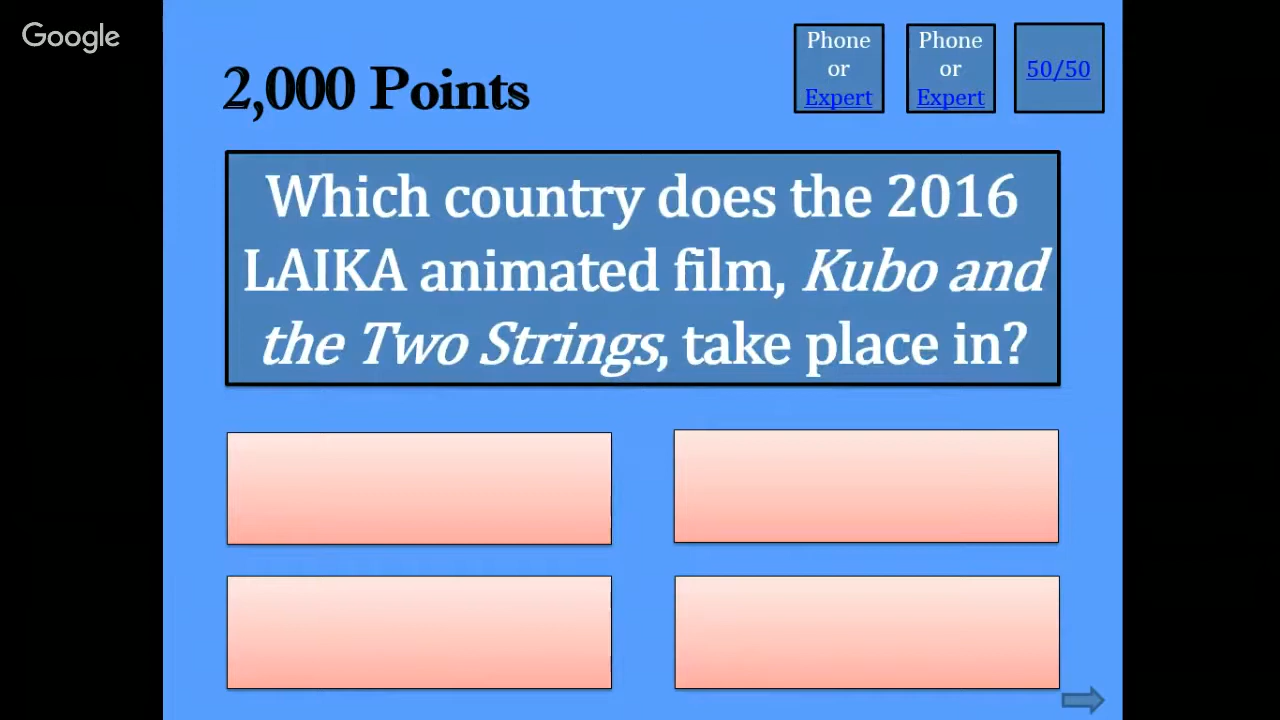 Google
2,000 Points
Phone
or
Expert
Phone
or
Expert
50/50
Which country does the 2016
LAIKA animated film, Kubo and
the Two Strings, take place in?